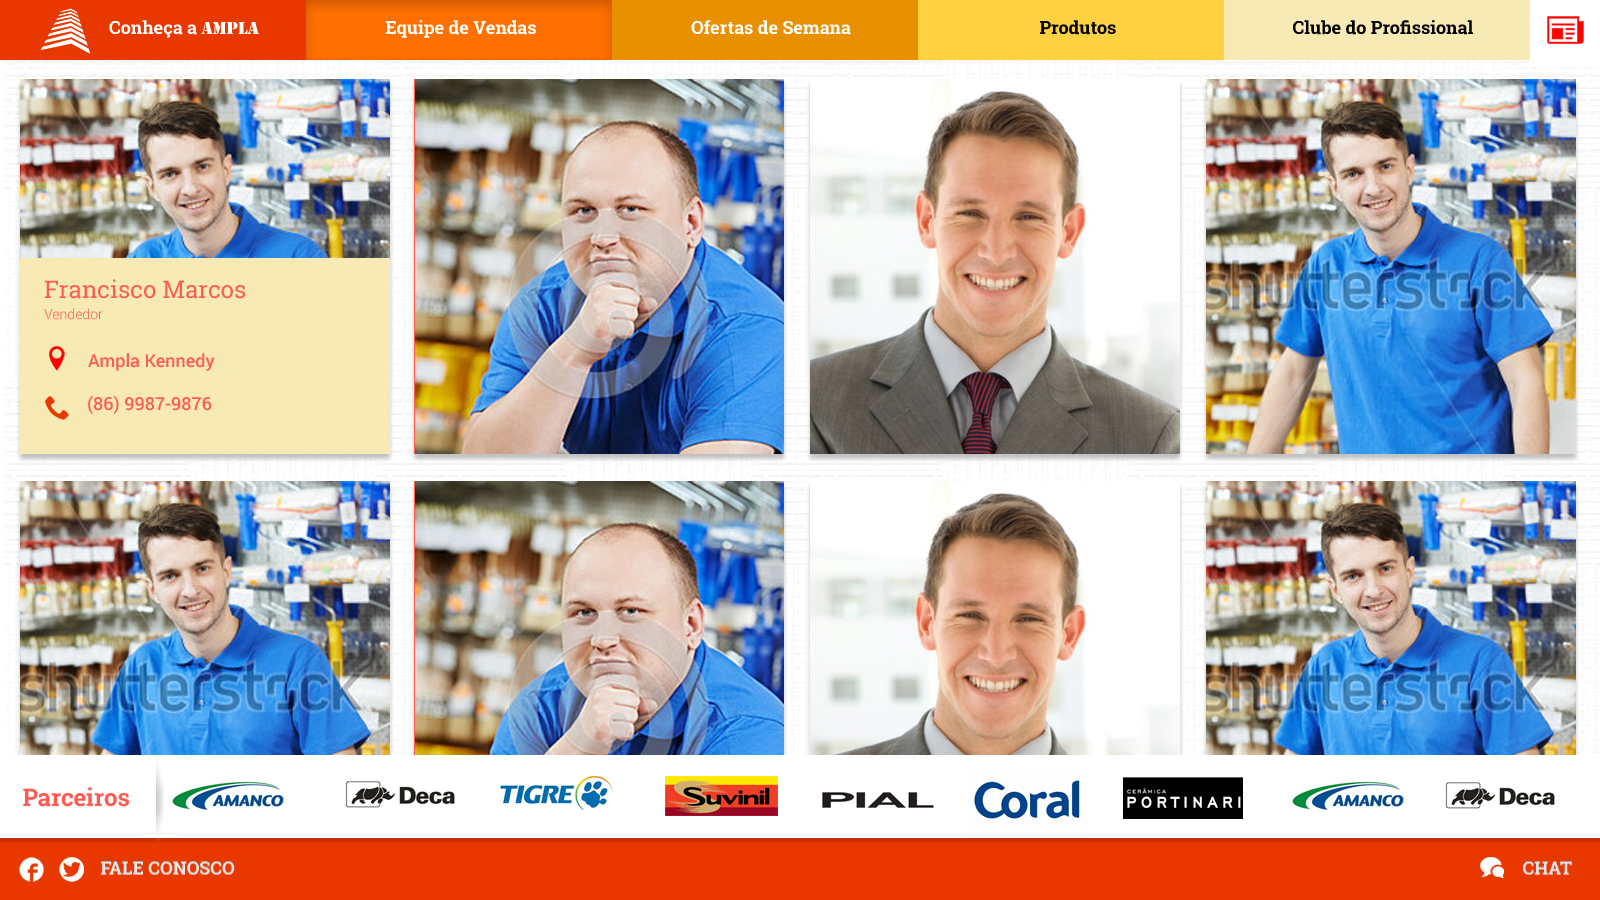 Conheça a AMPLA
Equipe de Vendas
Ofertas de Semana
Produtos
Clube do Profissional
Francisco Marcos
Vendedor
Ampla Kennedy
(86) 9987-9876
shutterstock
shutterstock
shutterstock
Parceiros
AMANCO
Deca
TIGRE
Suvinil
PIAL
Coral
CERÂMICA
PORTINARI
AMANCO
Deca
FALE CONOSCO
CHAT